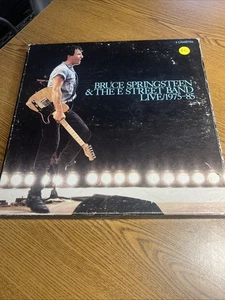 BRUCE SPRINGSTEEN
& THE E STREET BAND
LIVE/1975-85